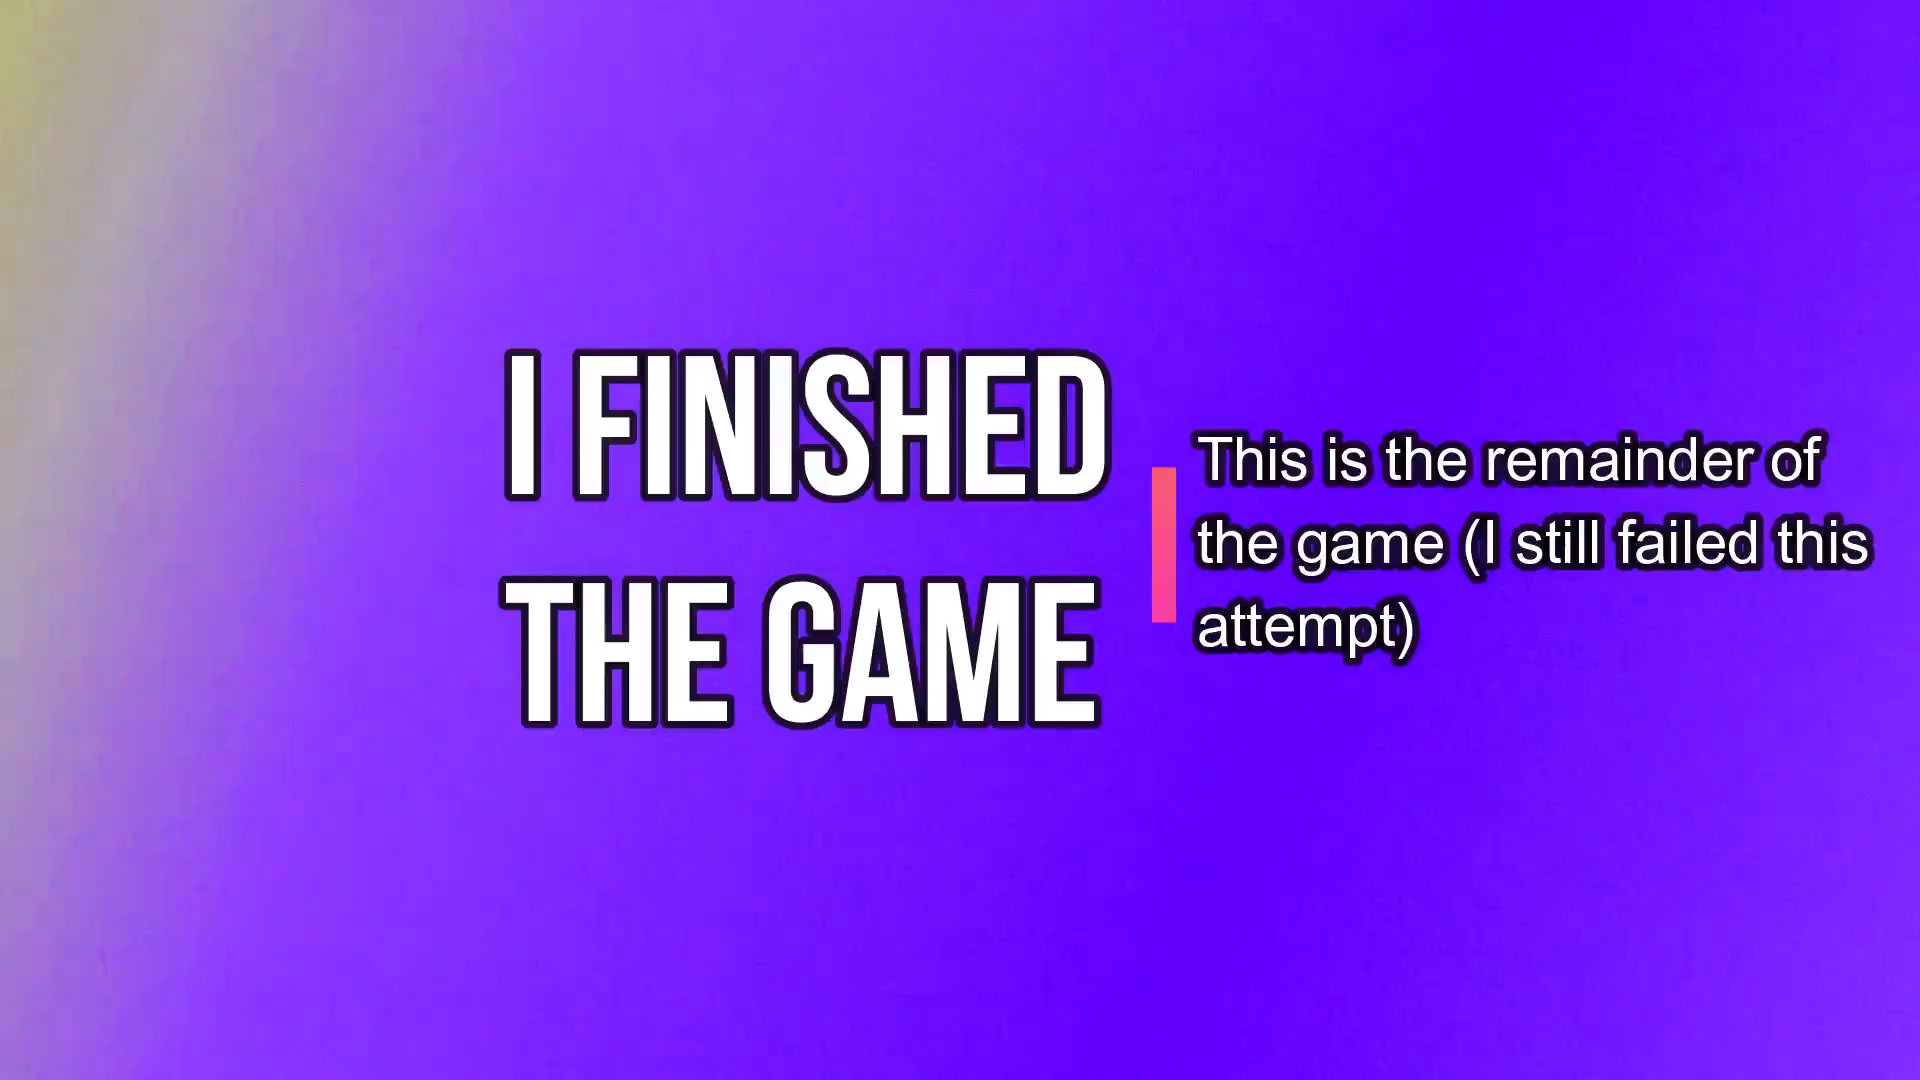 I FINISHED
THE GAME
This is the remainder of
the game (I still failed this
attempt)